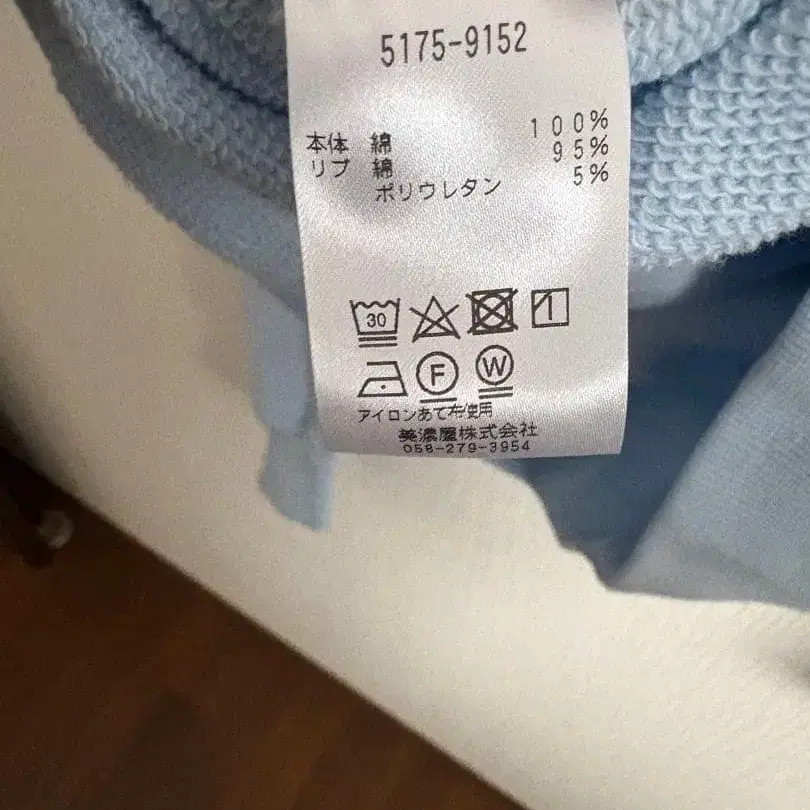 5175-9152
本体 綿 100%
リブ 綿 95%
ポリウレタン 5%
30
F W
アイロンあて布使用
美濃屋株式会社
058-279-3954